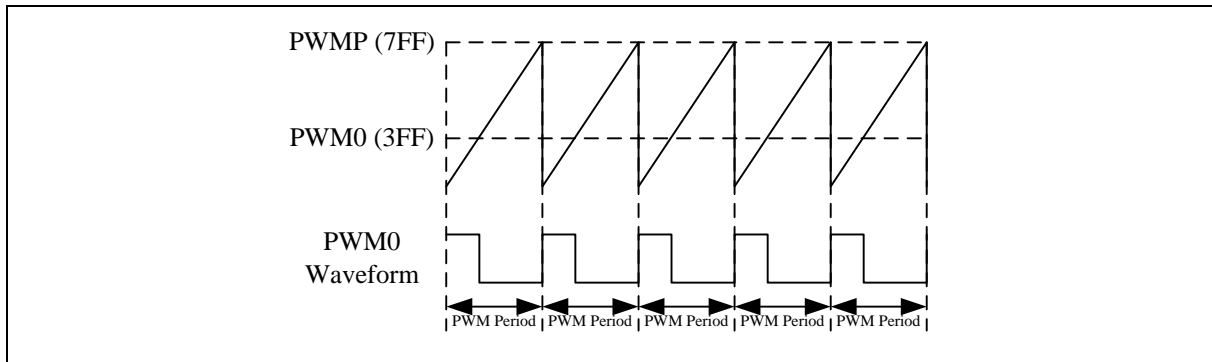 PWMP (7FF)
PWM0 (3FF)
PWM0
Waveform
PWM Period PWM Period PWM Period PWM Period PWM Period